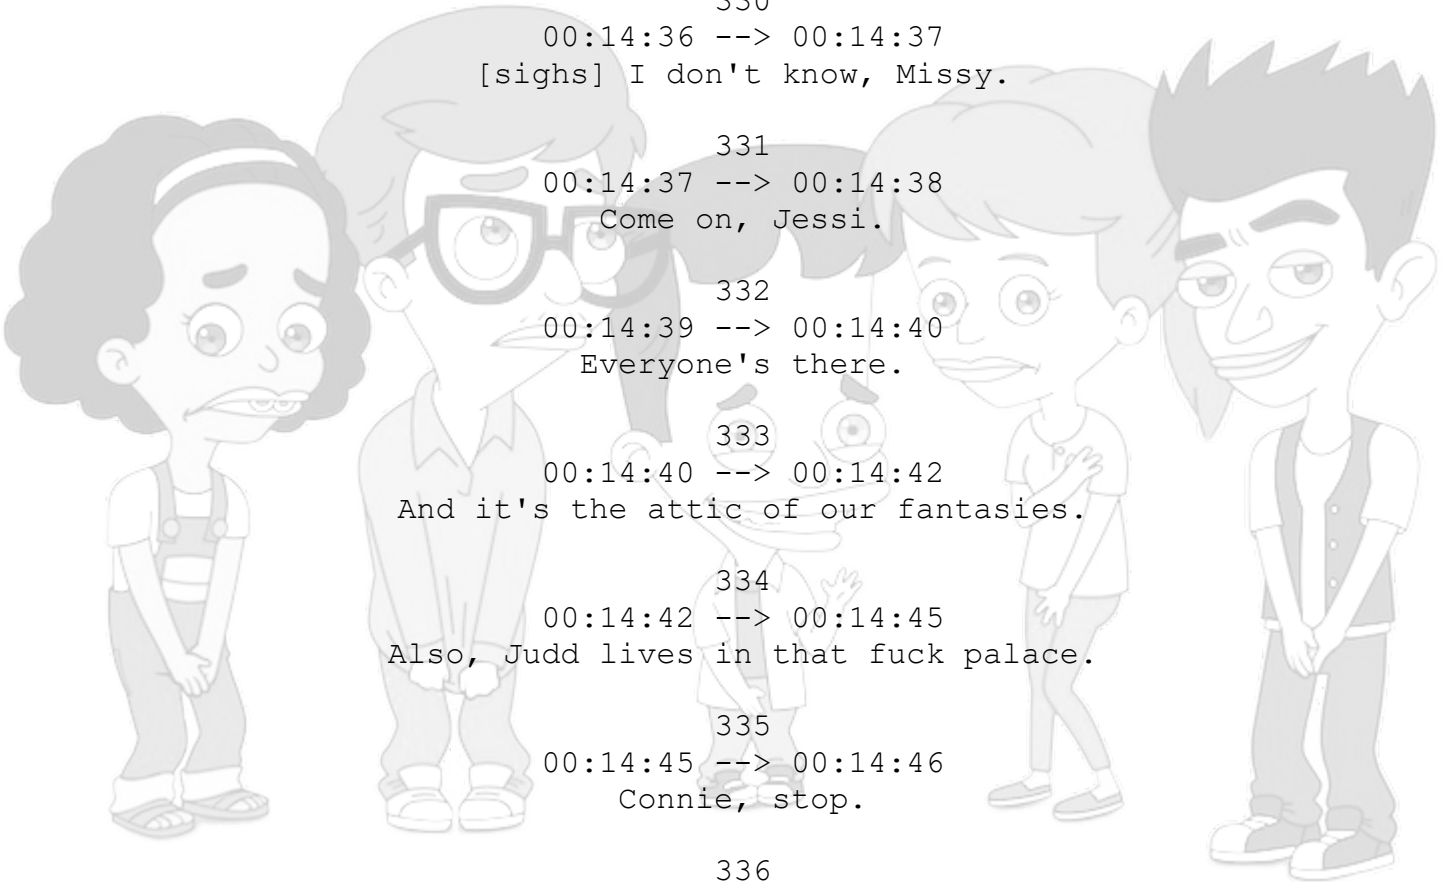 330
00:14:36 --> 00:14:37
[sighs] I don't know, Missy.
331
00:14:37 --> 00:14:38
Come on, Jessi.
332
00:14:39 --> 00:14:40
Everyone's there.
333
00:14:40 --> 00:14:42
And it's the attic of our fantasies.
334
00:14:42 --> 00:14:45
Also, Judd lives in that fuck palace.
335
00:14:45 --> 00:14:46
Connie, stop.
336